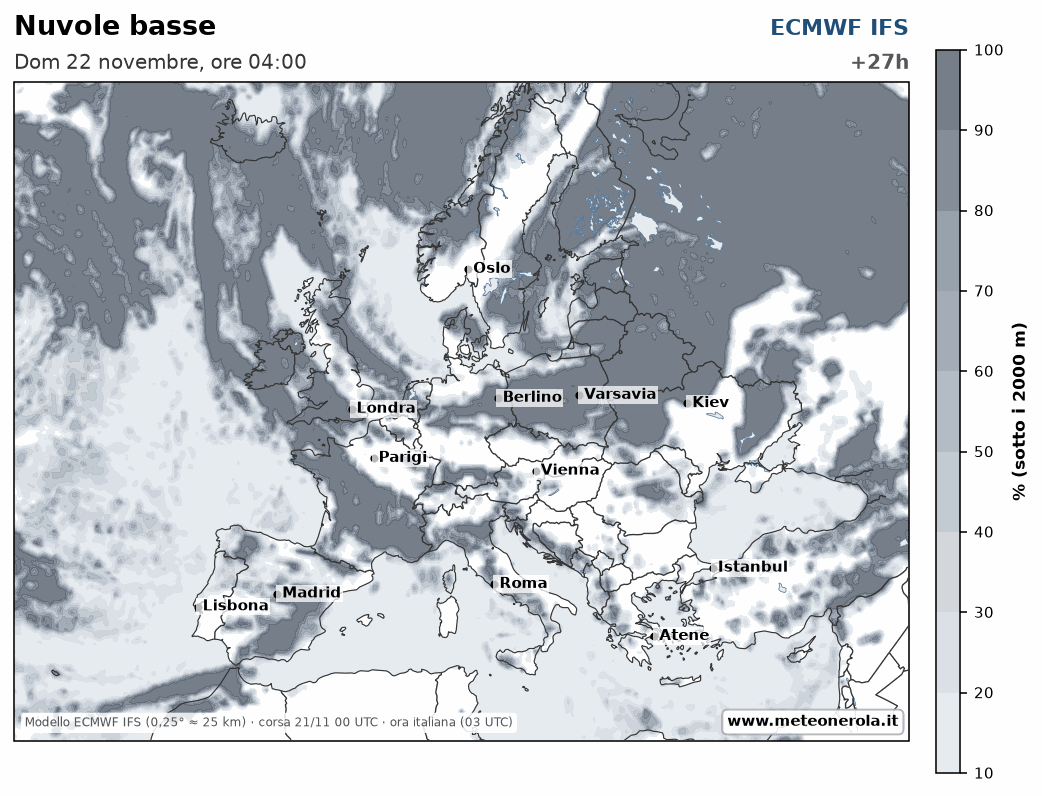 Nuvole basse
ECMWF IFS
Dom 22 novembre, ore 04:00
+27h
100
90
80
70
60
50
40
30
20
10
% (sotto i 2000 m)
Oslo
Londra
Berlino
Varsavia
Kiev
Parigi
Vienna
Roma
Istanbul
Madrid
Lisbona
Atene
Modello ECMWF IFS (0,25° ≈ 25 km) · corsa 21/11 00 UTC · ora italiana (03 UTC)
www.meteonerola.it